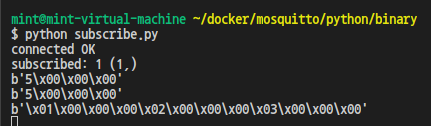 mint@mint-virtual-machine ~/docker/mosquitto/python/binary
$ python subscribe.py
connected OK
subscribed: 1 (1,)
b'5\x00\x00\x00'
b'5\x00\x00\x00'
b'\x01\x00\x00\x00\x02\x00\x00\x00\x03\x00\x00\x00'